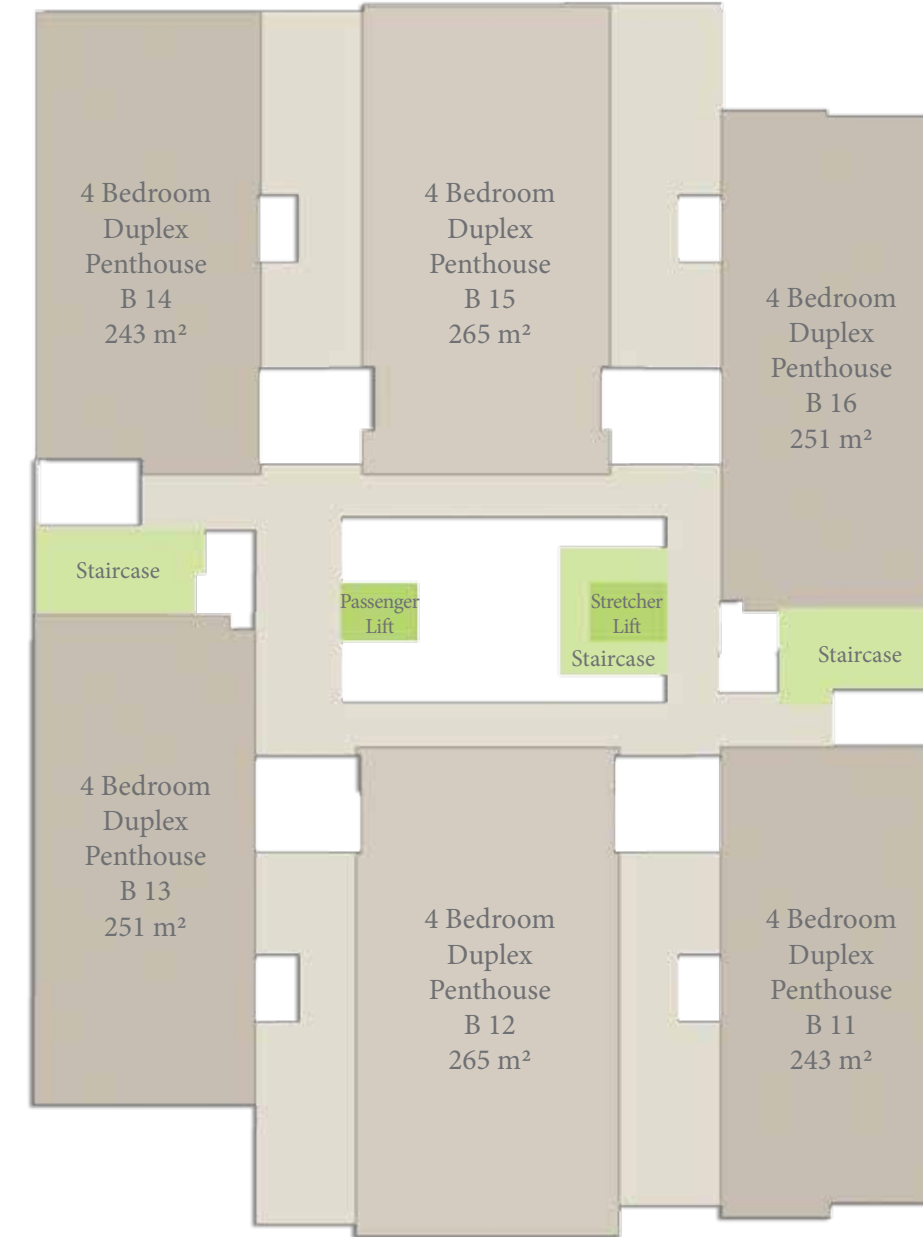 4 Bedroom
Duplex
Penthouse
B 14
243 m²
4 Bedroom
Duplex
Penthouse
B 15
265 m²
4 Bedroom
Duplex
Penthouse
B 16
251 m²
Staircase
Passenger
Lift
Stretcher
Lift
Staircase
Staircase
4 Bedroom
Duplex
Penthouse
B 13
251 m²
4 Bedroom
Duplex
Penthouse
B 12
265 m²
4 Bedroom
Duplex
Penthouse
B 11
243 m²